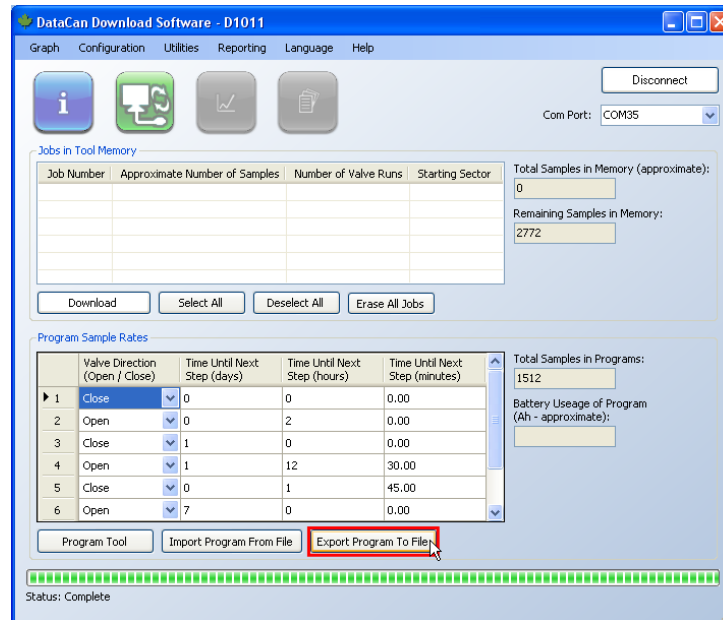 DataCan Download Software - D1011
Graph Configuration Utilities Reporting Language Help
i
Disconnect
Com Port: COM35
Jobs in Tool Memory
Job Number Approximate Number of Samples Number of Valve Runs Starting Sector
Total Samples in Memory (approximate):
0
Remaining Samples in Memory:
2772
Download Select All Deselect All Erase All Jobs
Program Sample Rates
Valve Direction (Open / Close) Time Until Next Step (days) Time Until Next Step (hours) Time Until Next Step (minutes)
1 Close 0 0 0.00
2 Open 0 2 0.00
3 Close 1 0 0.00
4 Open 1 12 30.00
5 Close 0 1 45.00
6 Open 7 0 0.00
Total Samples in Programs:
1512
Battery Useage of Program
(Ah - approximate):
Program Tool Import Program From File Export Program To File
Status: Complete